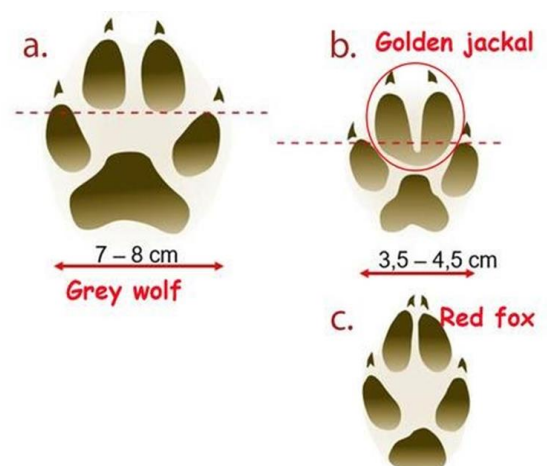 a.
7 – 8 cm
Grey wolf
b. Golden jackal
3,5 – 4,5 cm
c. Red fox